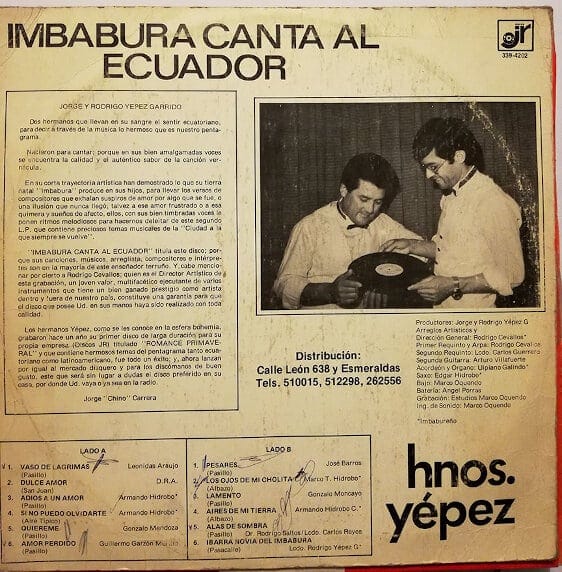 IMBABURA CANTA AL
ECUADOR
jr
339-4202
JORGE Y RODRIGO YEPEZ GARRIDO
Dos hermanos que llevan en su sangre el sentir ecuatoriano,
para decir a través de la música lo hermoso que es nuestro penta-
grama.
Nacieron para cantar; porque en sus bien amalgamadas voces
se encuentra la calidad y el auténtico sabor de la canción ver-
nícula.
En su corta trayectoria artística han demostrado lo que su tierra
natal "Imbabura" produce en sus hijos, para llevar los versos de
compositores que exhalan suspiros de amor por algo que se fue, o
una ilusión que nunca llegó; talvez a ese amor frustrado o a esa
quimera y sueños de afecto, ellos, con sus bien timbradas voces le
ponen ritmos melodiosos para hacernos deleitar de este segundo
L.P. que contiene preciosos temas musicales de la "Ciudad a la
que siempre se vuelve".
"IMBABURA CANTA AL ECUADOR" titula este disco; por-
que sus canciones, músicos, arreglista, compositores e intérpre-
tres son en la mayoría de este ensoñador terruño. Y, cabe mencio-
nar por cierto a Rodrigo Cevallos; quien es el Director Artístico de
esta grabación, un joven valor, multifacético ejecutante de varios
instrumentos que tiene un bien ganado prestigio como artista
dentro y fuera de nuestro país, constituye una garantía para que
el disco que posee Ud. en sus manos haya sido realizado con toda
calidad.
Los hermanos Yépez, como se les conoce en la esfera bohemia,
grabaron hace un año su primer disco de larga duración para su
propia empresa. (Discos JR) titulado "ROMANCE PRIMAVE-
RAL" y que contiene hermosos temas del pentagrama tanto ecua-
toriano como latinoamericano, fue todo un éxito; y, ahora lanzan
por igual al mercado disquero y para los discómanos de buen
gusto, este que será sin lugar a dudas el disco preferido en su
casa, por donde Ud. vaya o ya sea en la radio.
Jorge "Chino" Carrera
Distribución:
Calle León 638 y Esmeraldas
Tels. 510015, 512298, 262556
Productores: Jorge y Rodrigo Yépez G
Arreglos Artísticos y
Dirección General: Rodrigo Cevallos*
Primer Requinto y Arpa: Rodrigo Cevallos
Segundo Requinto: Lcdo. Carlos Guerrero
Segunda Guitarra: Arturo Villafuerte
Acordeón y Organo: Ulpiano Galindo*
Saxo: Edgar Hidrobo*
Bajo: Marco Oquendo
Batería: Angel Porras
Grabación: Estudios Marco Oquendo
Ing. de Sonido: Marco Oquendo
*Imbabureño
LADO A
1. VASO DE LAGRIMAS Leonidas Araujo
(Pasillo)
2. DULCE AMOR D.R.A.
(San Juan)
3. ADIOS A UN AMOR Armando Hidrobo*
(Pasillo)
4. SI NO PUEDO OLVIDARTE Armando Hidrobo*
(Aire Típico)
5. QUIEREME Gonzalo Mendoza
(Pasillo)
6. AMOR PERDIDO Guillermo Garzón
(Pasillo)
LADO B
1. PESARES José Barros
(Pasillo)
2. LOS OJOS DE MI CHOLITA Marco T. Hidrobo*
(Albazo)
3. LAMENTO Gonzalo Moncayo
(Pasillo)
4. AIRES DE MI TIERRA Armando Hidrobo C.*
(Albazo)
5. ALAS DE SOMBRA
(Pasillo) Dr. Rodrigo Saltos/ Lcdo. Carlos Reyes
6. IBARRA NOVIA DEL IMBABURA
(Pasacalle) Lcdo. Rodrigo Yépez G*
hnos.
yépez